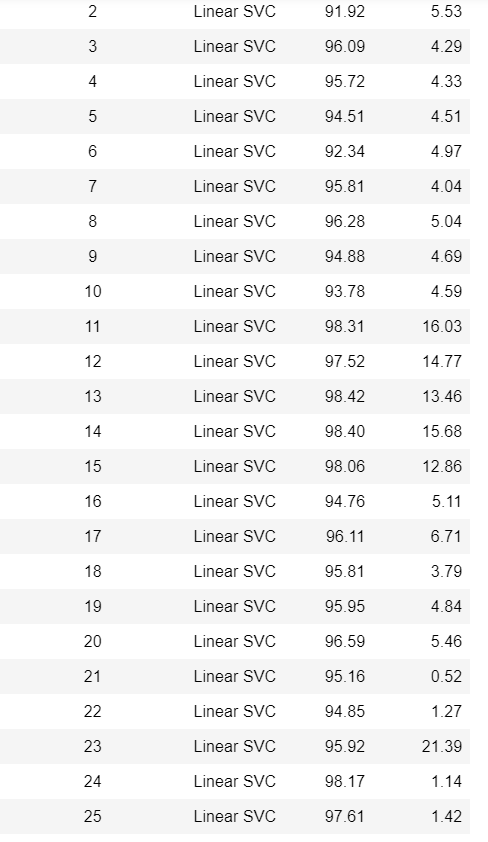 2 Linear SVC 91.92 5.53
3 Linear SVC 96.09 4.29
4 Linear SVC 95.72 4.33
5 Linear SVC 94.51 4.51
6 Linear SVC 92.34 4.97
7 Linear SVC 95.81 4.04
8 Linear SVC 96.28 5.04
9 Linear SVC 94.88 4.69
10 Linear SVC 93.78 4.59
11 Linear SVC 98.31 16.03
12 Linear SVC 97.52 14.77
13 Linear SVC 98.42 13.46
14 Linear SVC 98.40 15.68
15 Linear SVC 98.06 12.86
16 Linear SVC 94.76 5.11
17 Linear SVC 96.11 6.71
18 Linear SVC 95.81 3.79
19 Linear SVC 95.95 4.84
20 Linear SVC 96.59 5.46
21 Linear SVC 95.16 0.52
22 Linear SVC 94.85 1.27
23 Linear SVC 95.92 21.39
24 Linear SVC 98.17 1.14
25 Linear SVC 97.61 1.42